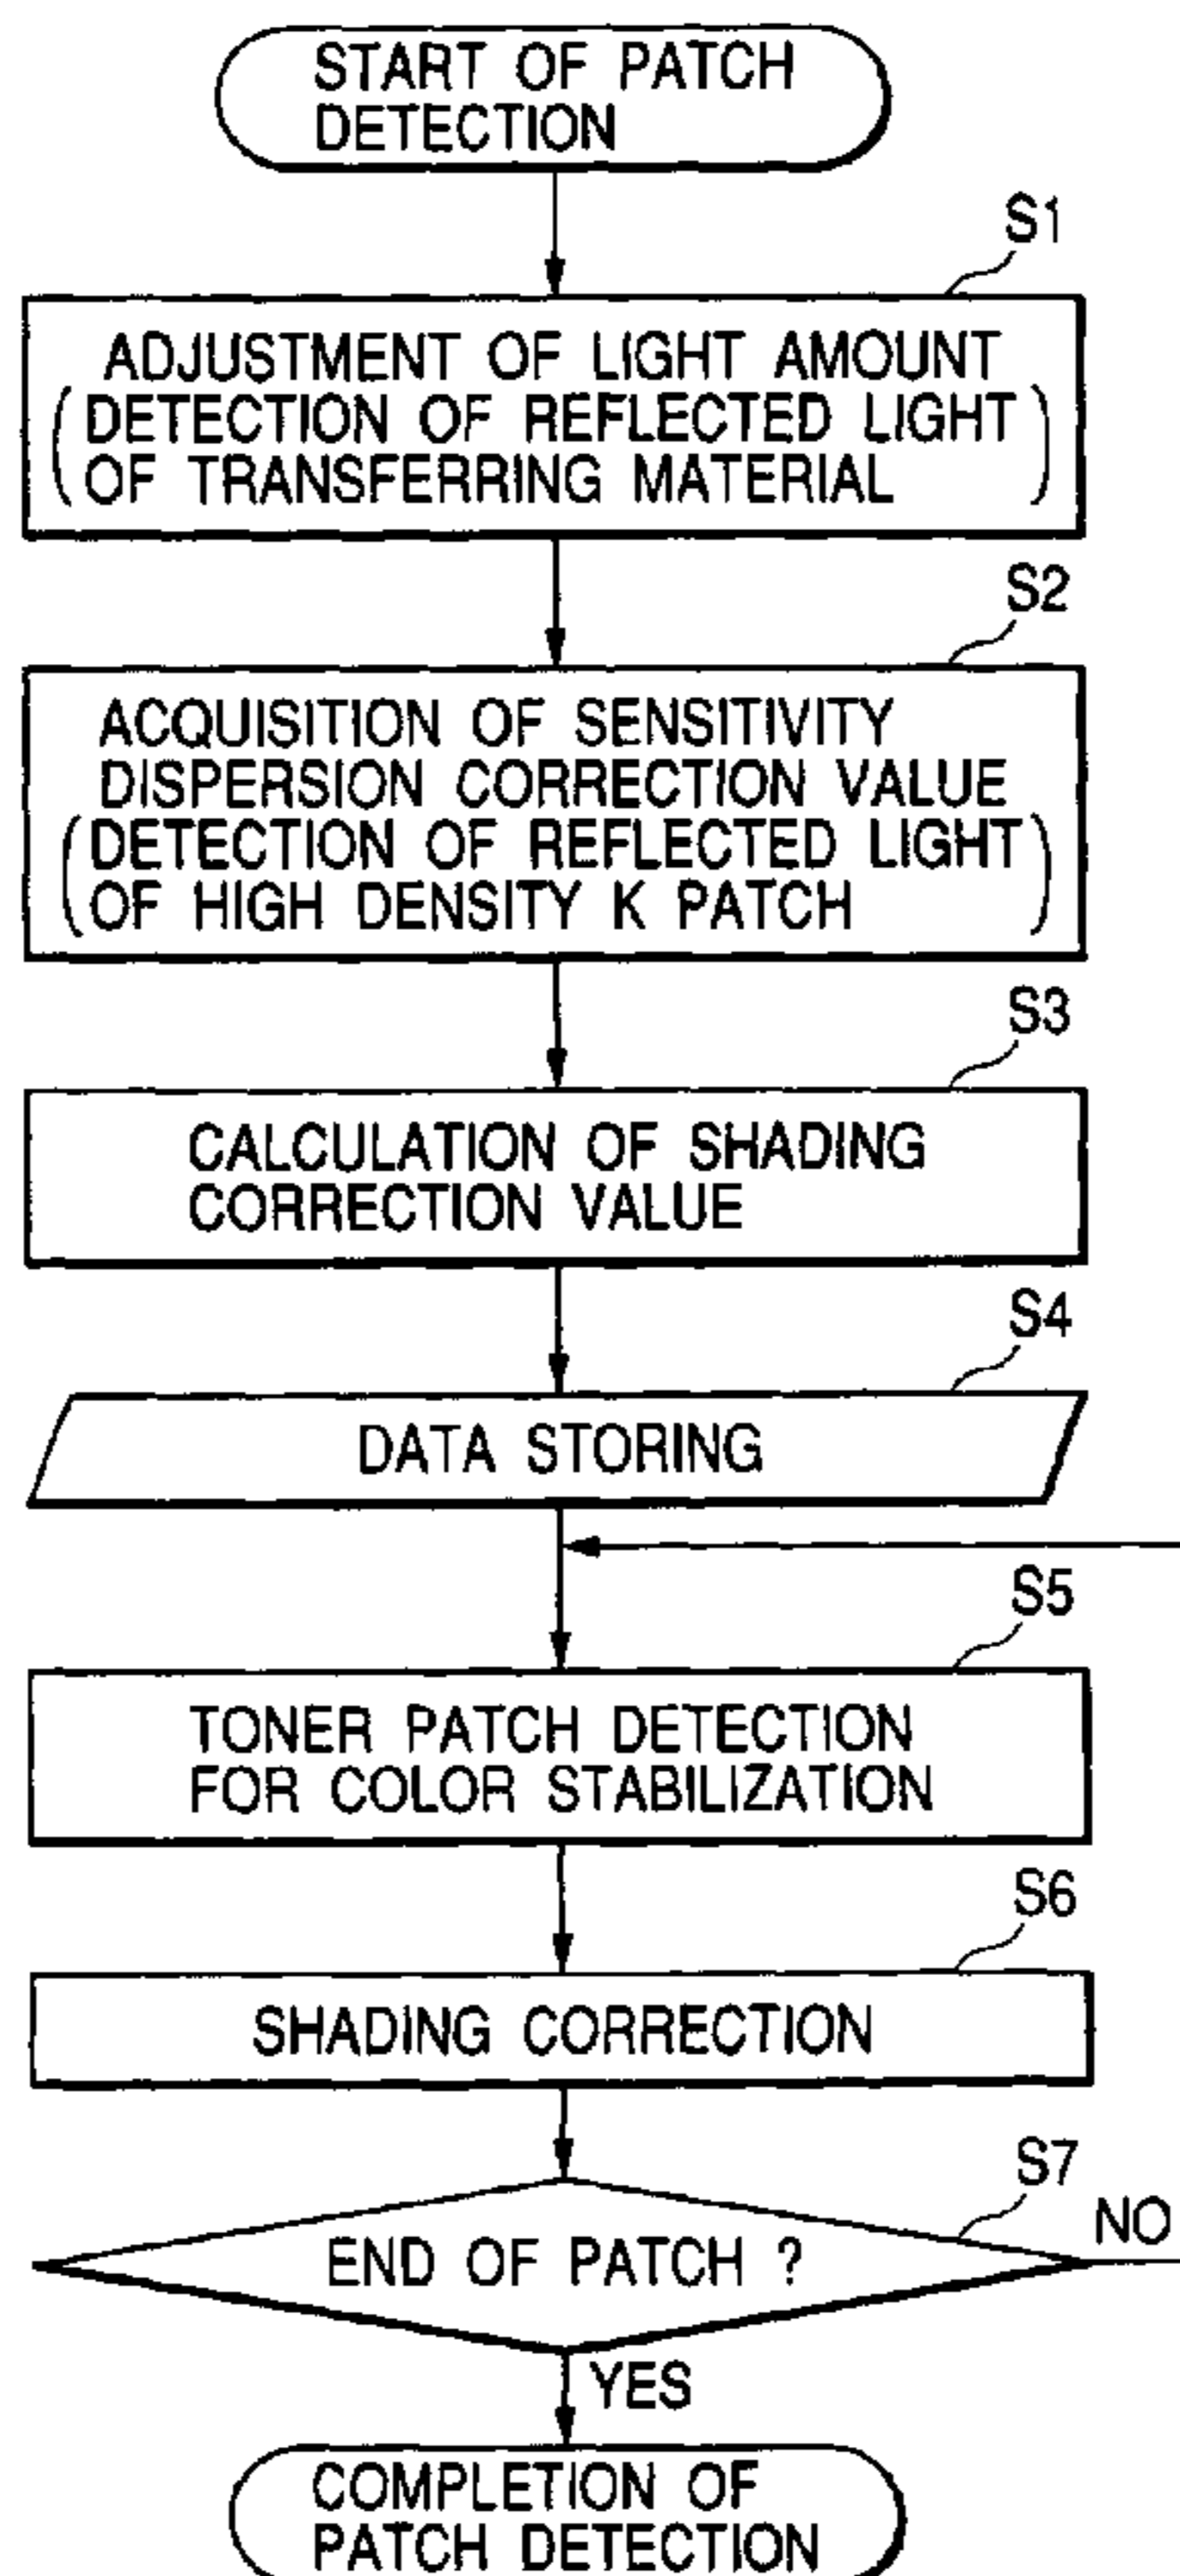 START OF PATCH
DETECTION
S1
ADJUSTMENT OF LIGHT AMOUNT
(DETECTION OF REFLECTED LIGHT
OF TRANSFERRING MATERIAL)
S2
ACQUISITION OF SENSITIVITY
DISPERSION CORRECTION VALUE
(DETECTION OF REFLECTED LIGHT
OF HIGH DENSITY K PATCH)
S3
CALCULATION OF SHADING
CORRECTION VALUE
S4
DATA STORING
S5
TONER PATCH DETECTION
FOR COLOR STABILIZATION
S6
SHADING CORRECTION
S7
END OF PATCH ?
NO
YES
COMPLETION OF
PATCH DETECTION